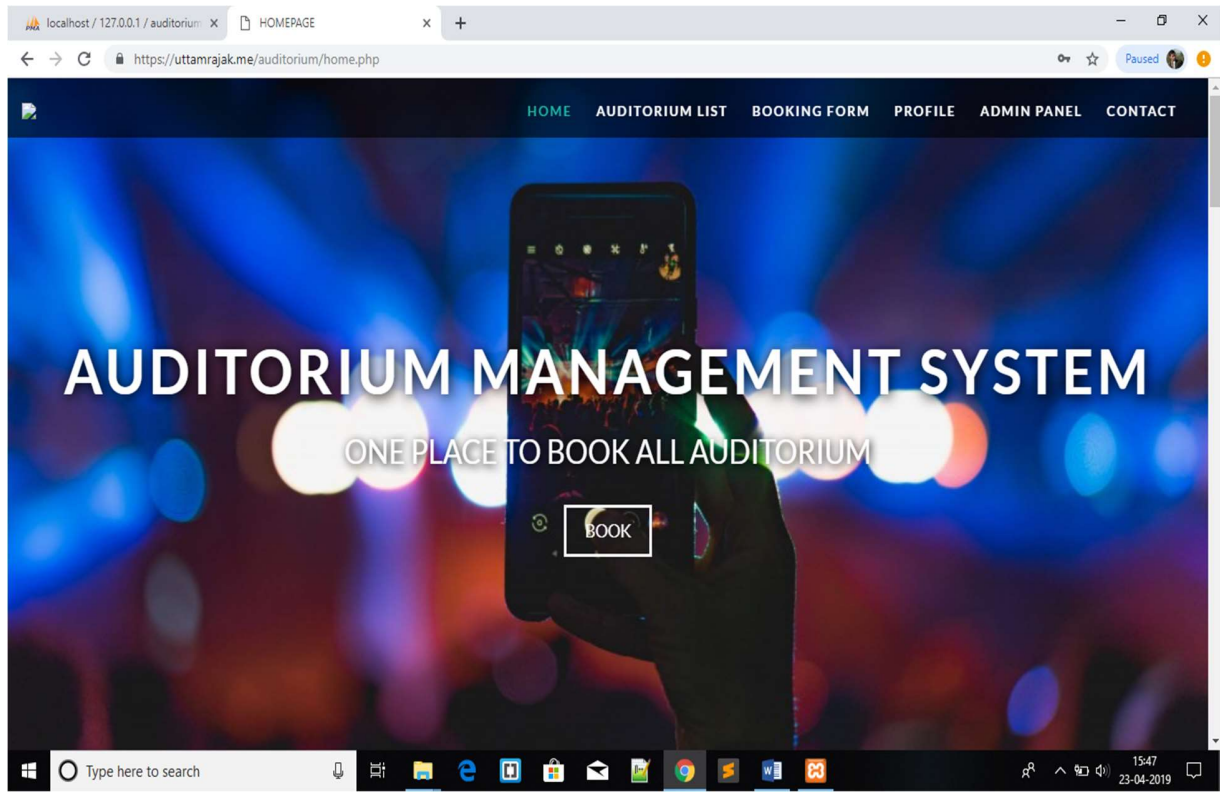 localhost / 127.0.0.1 / auditorium
HOMEPAGE
https://uttamrajak.me/auditorium/home.php
Paused
HOME AUDITORIUM LIST BOOKING FORM PROFILE ADMIN PANEL CONTACT
AUDITORIUM MANAGEMENT SYSTEM
ONE PLACE TO BOOK ALL AUDITORIUM
BOOK
Type here to search
15:47
23-04-2019